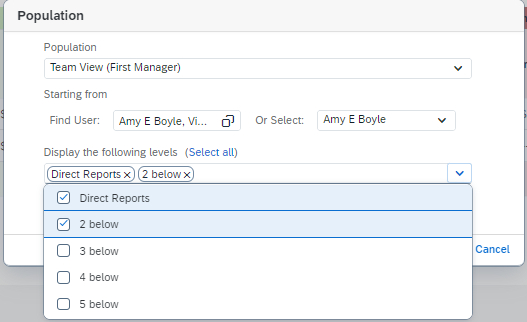 Population
Population
Team View (First Manager)
Starting from
Find User: Amy E Boyle, Vi... Or Select: Amy E Boyle
Display the following levels (Select all)
Direct Reports × 2 below ×
Direct Reports
2 below
3 below
Cancel
4 below
5 below